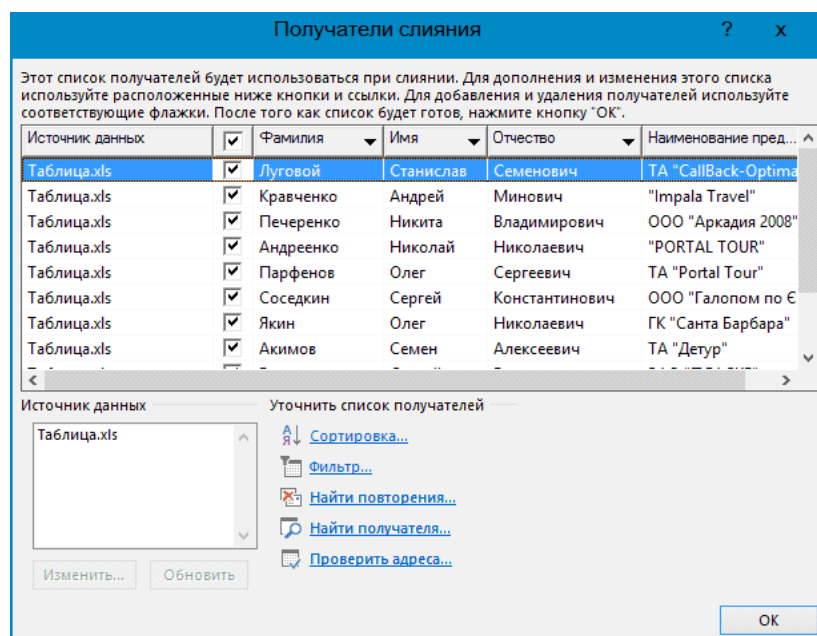 Получатели слияния ? x
Этот список получателей будет использоваться при слиянии. Для дополнения и изменения этого списка
используйте расположенные ниже кнопки и ссылки. Для добавления и удаления получателей используйте
соответствующие флажки. После того как список будет готов, нажмите кнопку "ОК".
Источник данных Фамилия Имя Отчество Наименование пред...
Таблица.xls Луговой Станислав Семенович ТА "CallBack-Optima
Таблица.xls Кравченко Андрей Минович "Impala Travel"
Таблица.xls Печеренко Никита Владимирович ООО "Аркадия 2008"
Таблица.xls Андреенко Николай Николаевич "PORTAL TOUR"
Таблица.xls Парфенов Олег Сергеевич ТА "Portal Tour"
Таблица.xls Соседкин Сергей Константинович ООО "Галопом по Є
Таблица.xls Якин Олег Николаевич ГК "Санта Барбара"
Таблица.xls Акимов Семен Алексеевич ТА "Детур"
Источник данных Уточнить список получателей
Таблица.xls
Сортировка...
Фильтр...
Найти повторения...
Найти получателя...
Проверить адреса...
Изменить... Обновить
ОК